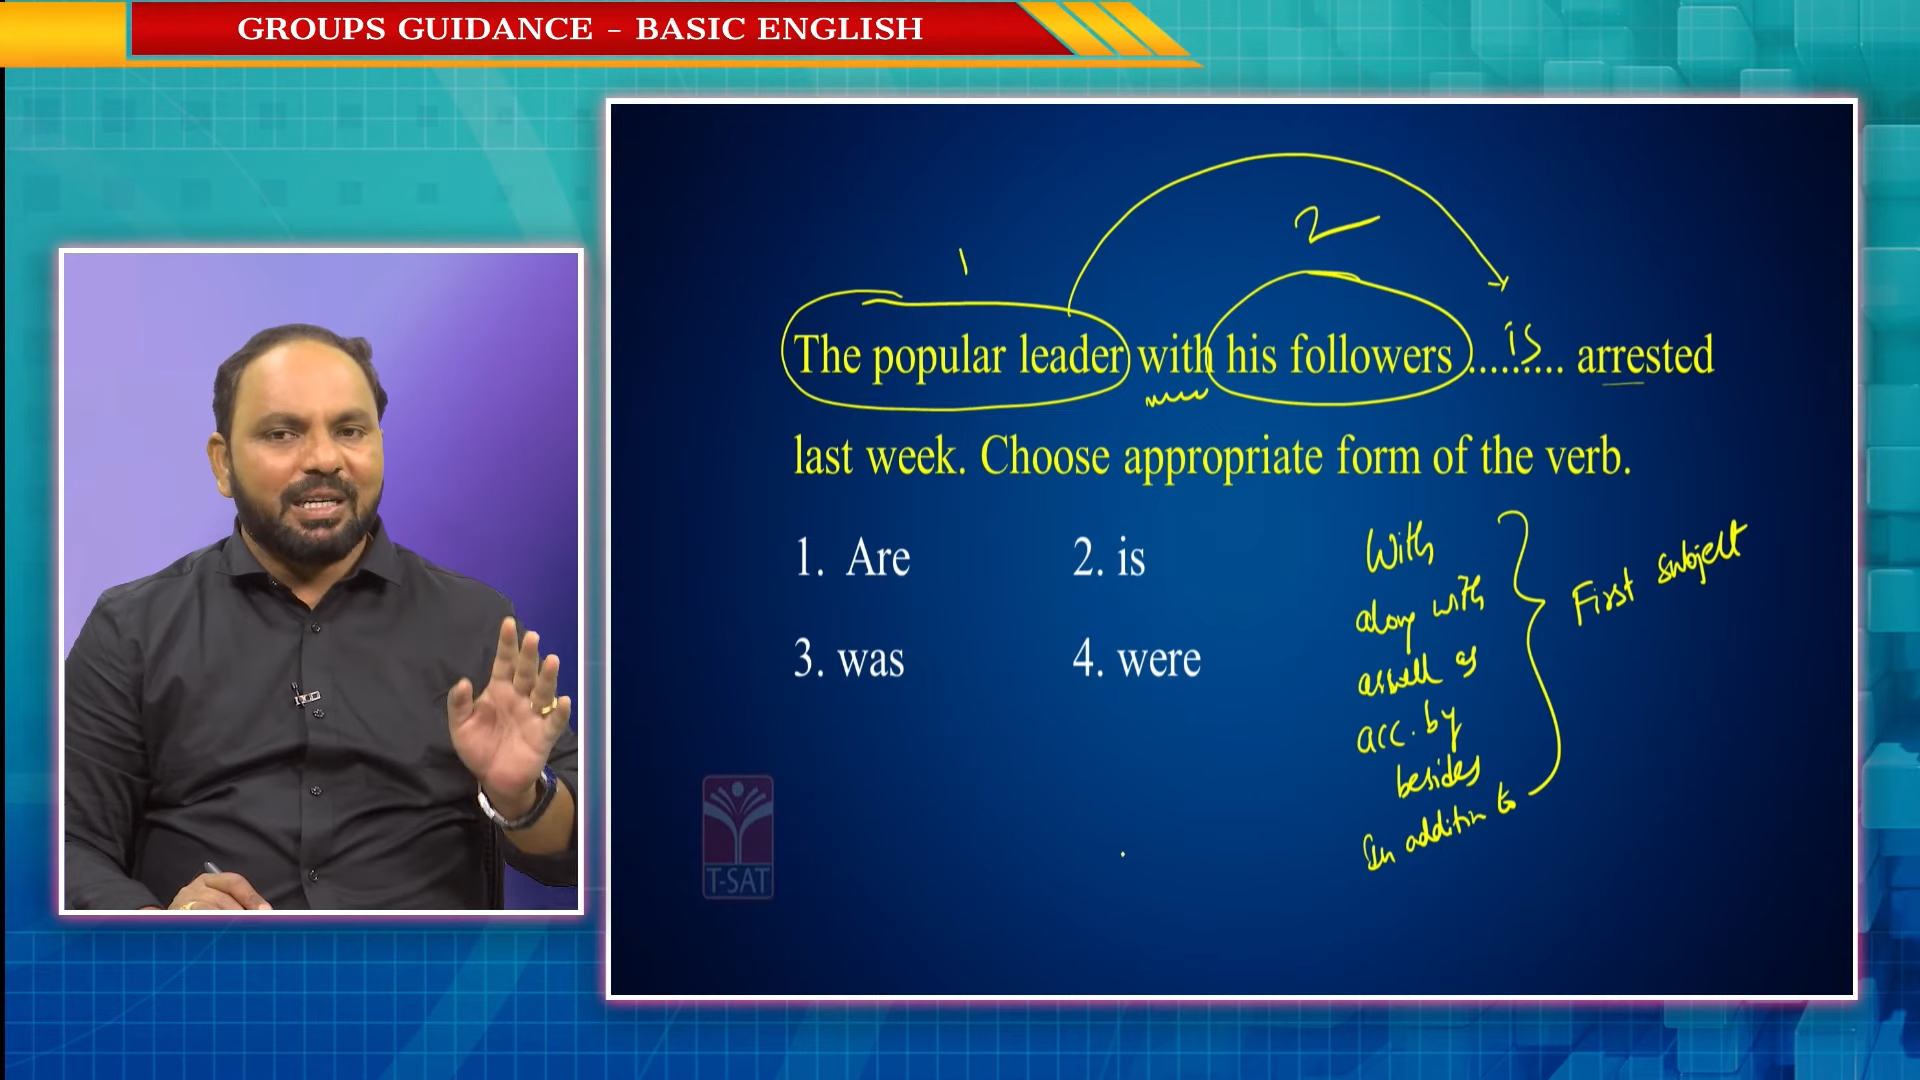 GROUPS GUIDANCE - BASIC ENGLISH
1
2
The popular leader with his followers ......... is arrested
last week. Choose appropriate form of the verb.
1. Are 2. is
3. was 4. were
With
along with
aswell as
acc. by
besides
In addition to
First subject
T-SAT